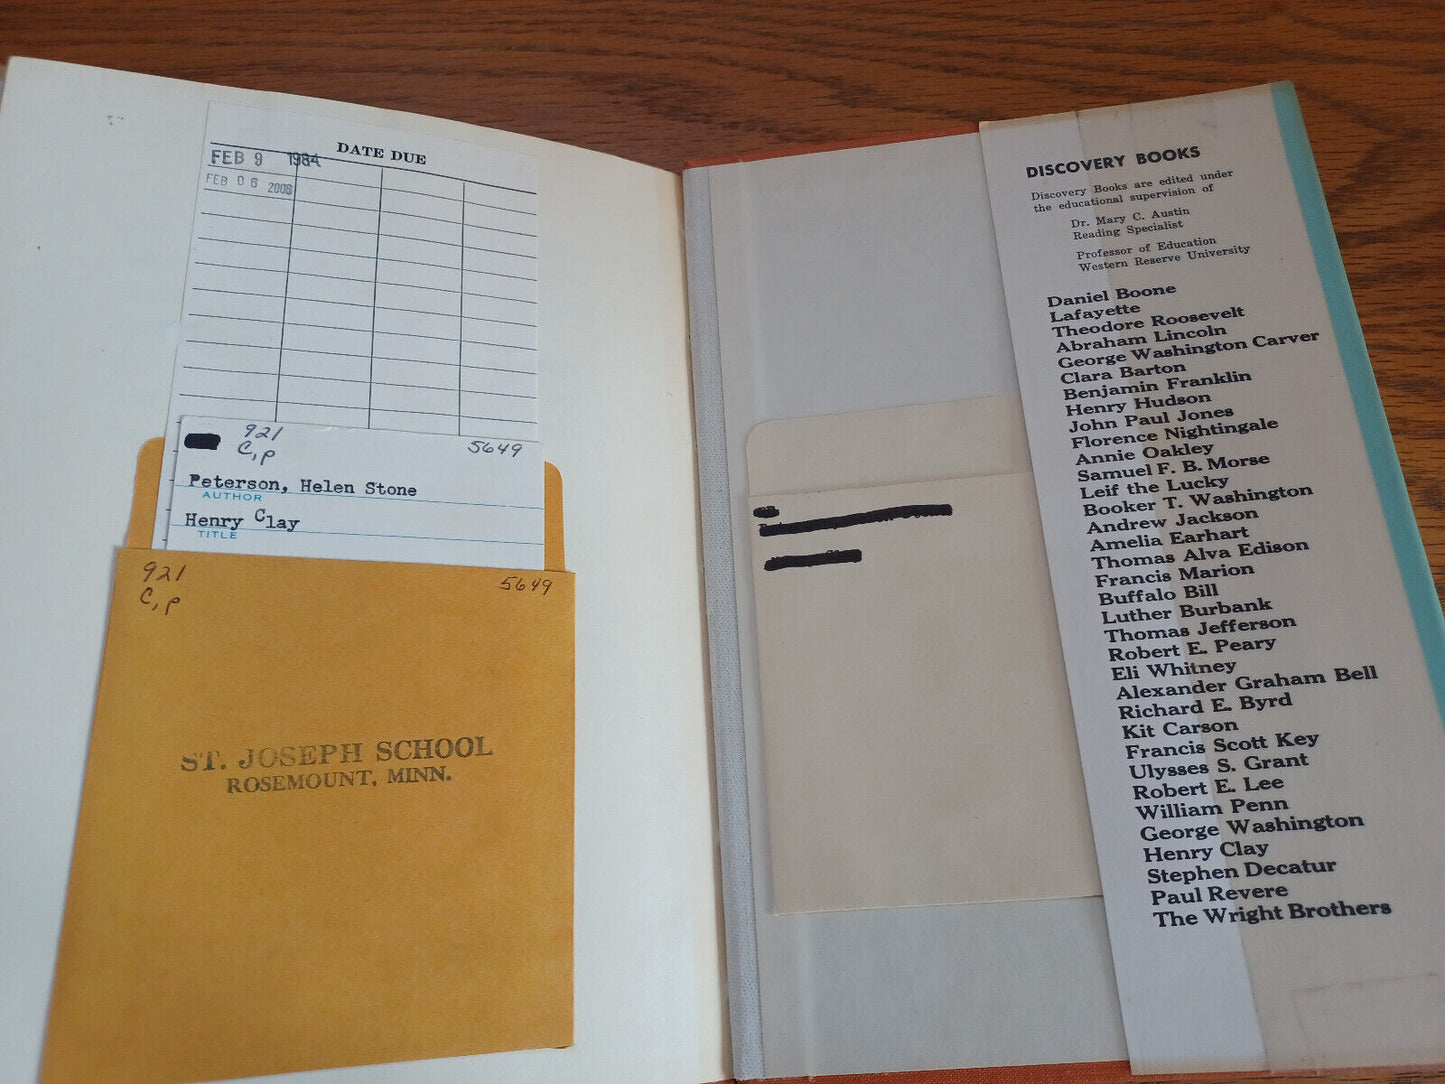 DATE DUE
FEB 9 1984
FEB 06 2006
921
C, P
5649
Peterson, Helen Stone
AUTHOR
Henry Clay
TITLE
921
C, P
5649
ST. JOSEPH SCHOOL
ROSEMOUNT, MINN.
DISCOVERY BOOKS
Discovery Books are edited under
the educational supervision of
Dr. Mary C. Austin
Reading Specialist
Professor of Education
Western Reserve University
Daniel Boone
Lafayette
Theodore Roosevelt
Abraham Lincoln
George Washington Carver
Clara Barton
Benjamin Franklin
Henry Hudson
John Paul Jones
Florence Nightingale
Annie Oakley
Samuel F. B. Morse
Leif the Lucky
Booker T. Washington
Andrew Jackson
Amelia Earhart
Thomas Alva Edison
Francis Marion
Buffalo Bill
Luther Burbank
Thomas Jefferson
Robert E. Peary
Eli Whitney
Alexander Graham Bell
Richard E. Byrd
Kit Carson
Francis Scott Key
Ulysses S. Grant
Robert E. Lee
William Penn
George Washington
Henry Clay
Stephen Decatur
Paul Revere
The Wright Brothers